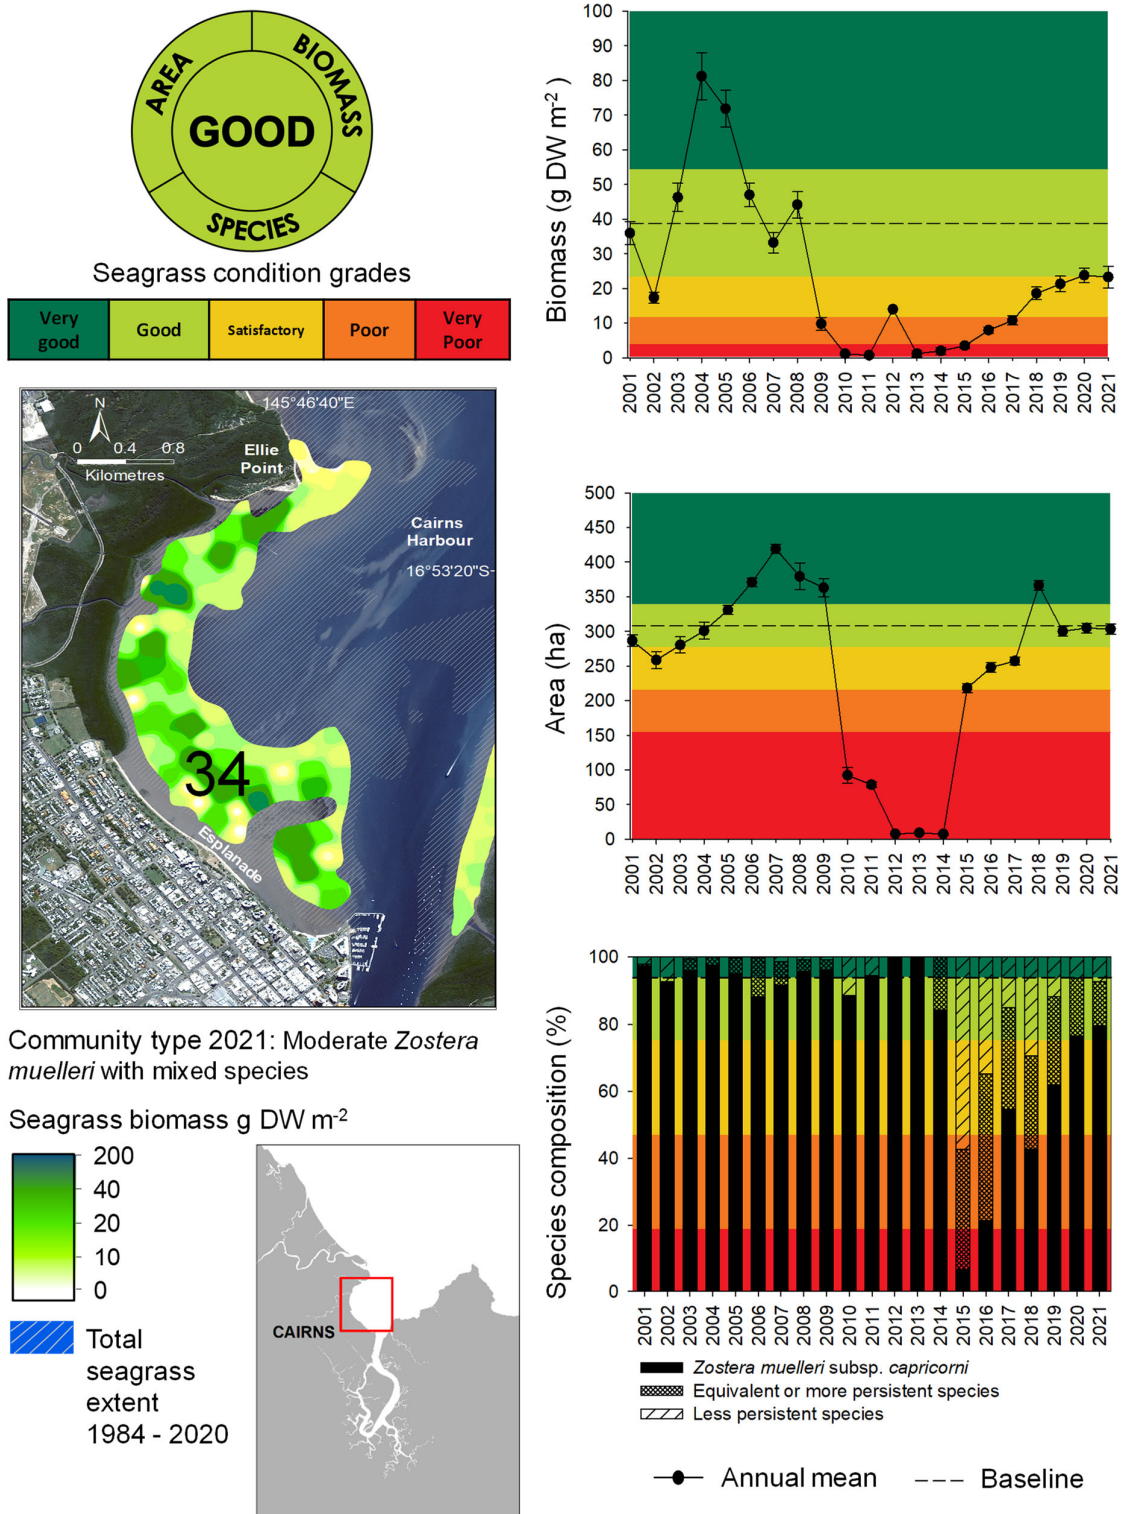 AREA
BIOMASS
SPECIES
GOOD
Seagrass condition grades
Very
good
Good
Satisfactory
Poor
Very
Poor
145°46'40"E
N
0 0.4 0.8
Kilometres
Ellie
Point
Cairns
Harbour
16°53'20"S
34
Esplanade
Community type 2021: Moderate Zostera
muelleri with mixed species
Seagrass biomass g DW m-2
200
40
20
10
0
Total
seagrass
extent
1984 - 2020
CAIRNS
Biomass (g DW m-2)
100
90
80
70
60
50
40
30
20
10
0
2001 2002 2003 2004 2005 2006 2007 2008 2009 2010 2011 2012 2013 2014 2015 2016 2017 2018 2019 2020 2021
Area (ha)
500
450
400
350
300
250
200
150
100
50
0
2001 2002 2003 2004 2005 2006 2007 2008 2009 2010 2011 2012 2013 2014 2015 2016 2017 2018 2019 2020 2021
Species composition (%)
100
80
60
40
20
0
2001 2002 2003 2004 2005 2006 2007 2008 2009 2010 2011 2012 2013 2014 2015 2016 2017 2018 2019 2020 2021
Zostera muelleri subsp. capricorni
Equivalent or more persistent species
Less persistent species
Annual mean
Baseline